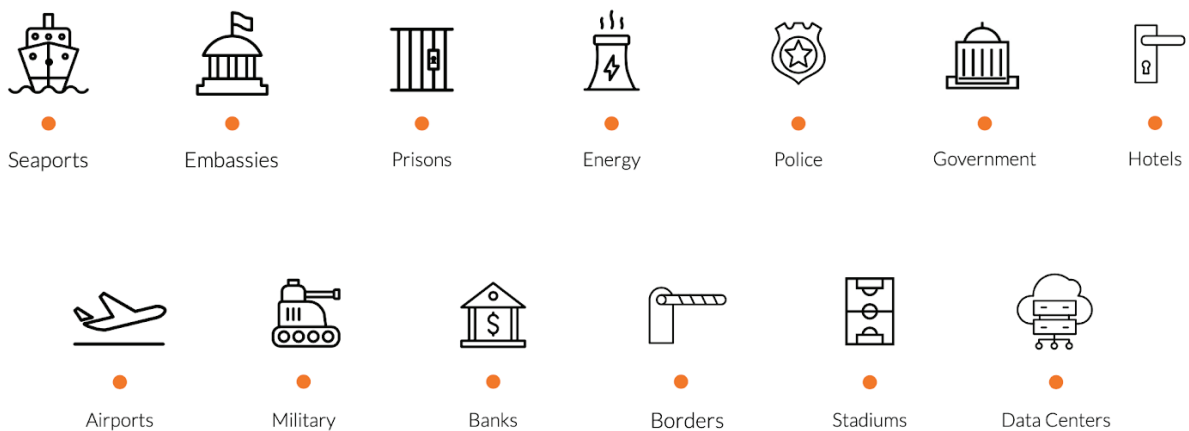 Seaports
Embassies
Prisons
Energy
Police
Government
Hotels
$
Airports
Military
Banks
Borders
Stadiums
Data Centers